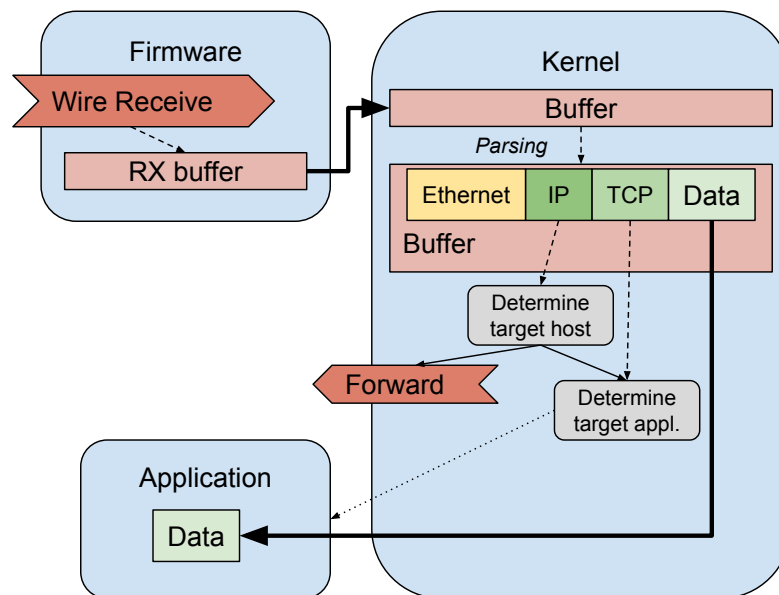 Firmware
Wire Receive
RX buffer
Kernel
Buffer
Parsing
Ethernet
IP
TCP
Data
Buffer
Determine
target host
Forward
Determine
target appl.
Application
Data